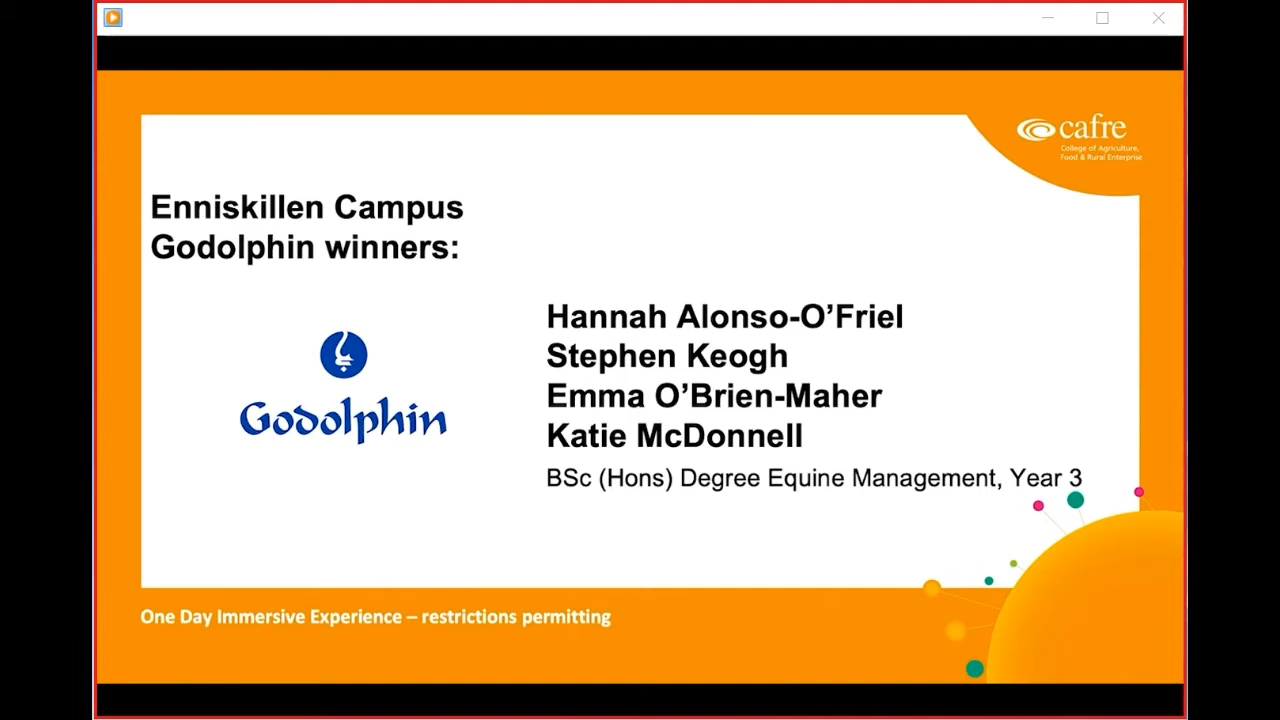 cafre
College of Agriculture,
Food & Rural Enterprise
Enniskillen Campus
Godolphin winners:
Hannah Alonso-O’Friel
Stephen Keogh
Emma O’Brien-Maher
Katie McDonnell
BSc (Hons) Degree Equine Management, Year 3
Godolphin
One Day Immersive Experience – restrictions permitting